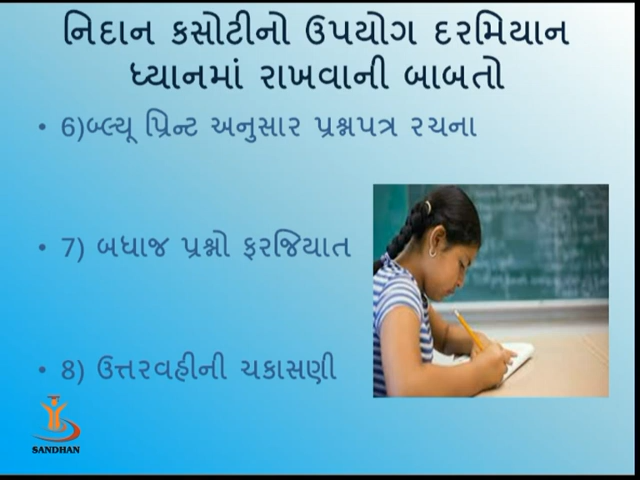 નિદાન કસોટીનો ઉપયોગ દરમિયાન
ધ્યાનમાં રાખવાની બાબતો
• 6)બ્લ્યૂ પ્રિન્ટ અનુસાર પ્રશ્નપત્ર રચના
• 7) બધાજ પ્રશ્નો ફરજિયાત
• 8) ઉત્તરવહીની ચકાસણી
SANDHAN